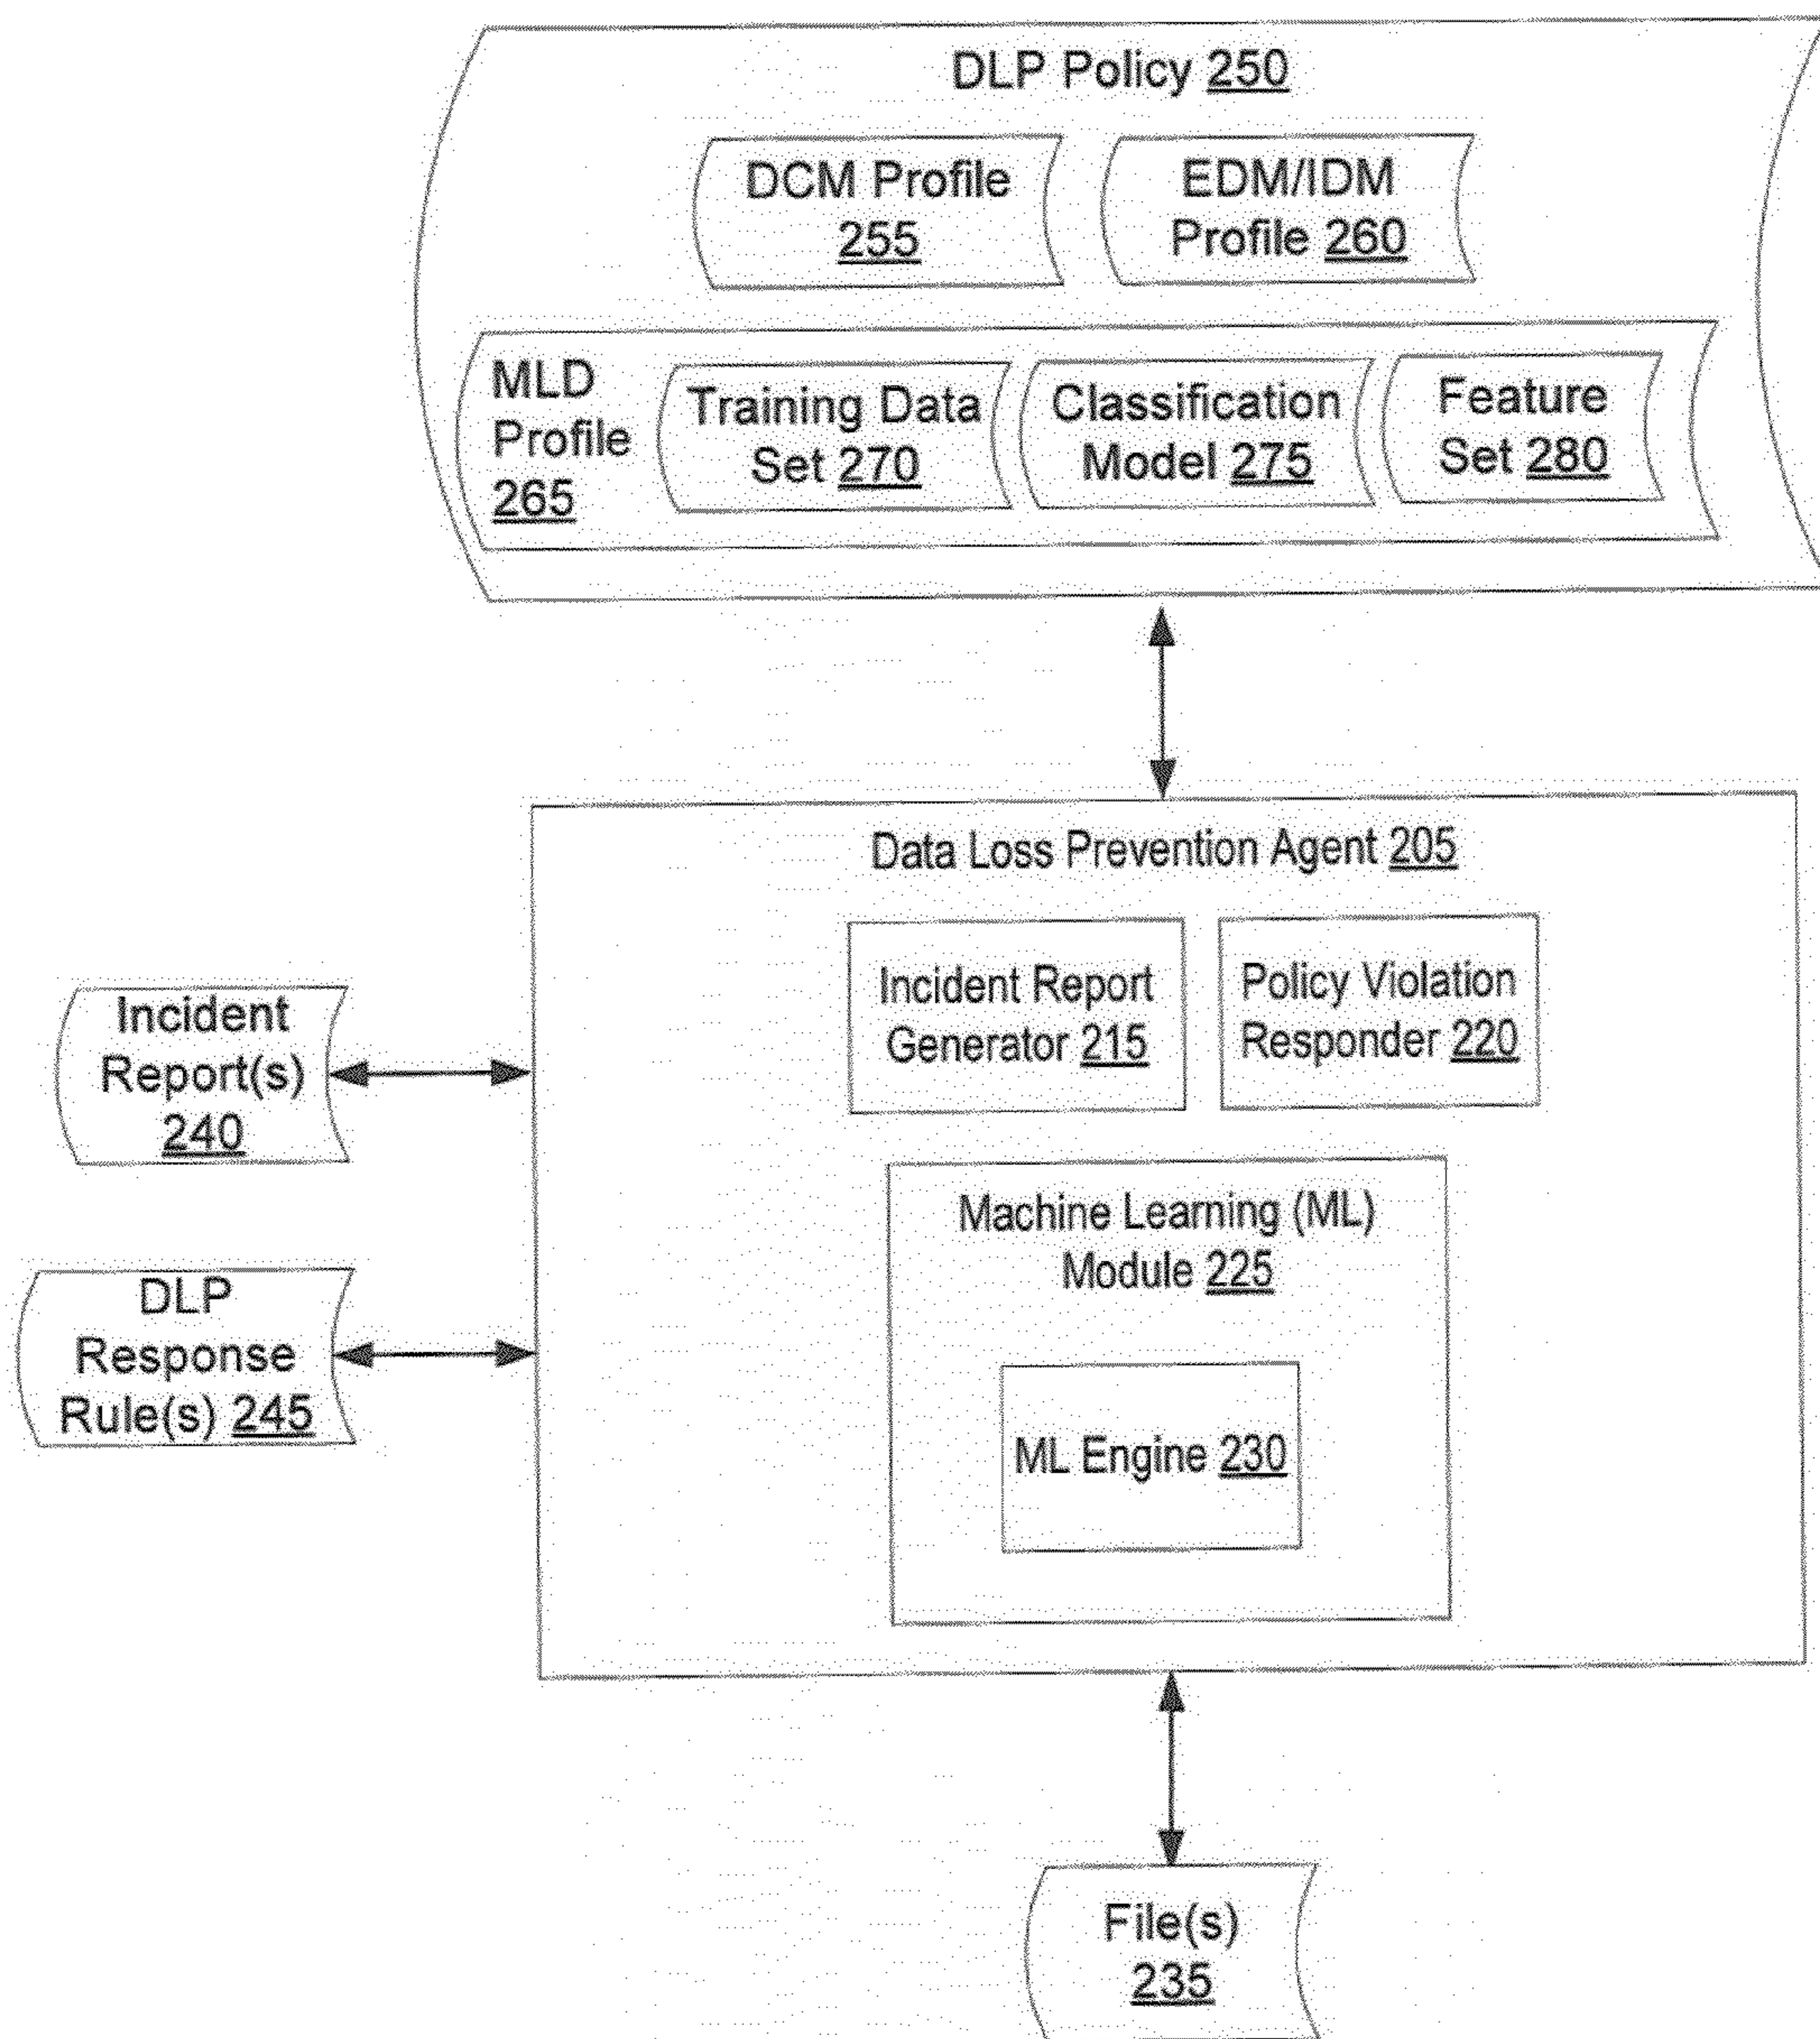 DLP Policy 250
DCM Profile
255
EDM/IDM
Profile 260
MLD
Profile
265
Training Data
Set 270
Classification
Model 275
Feature
Set 280
Data Loss Prevention Agent 205
Incident Report
Generator 215
Policy Violation
Responder 220
Incident
Report(s)
240
Machine Learning (ML)
Module 225
DLP
Response
Rule(s) 245
ML Engine 230
File(s)
235